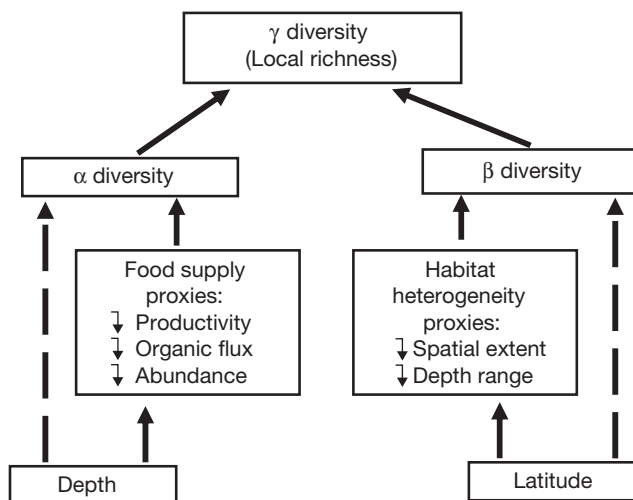 γ diversity
(Local richness)
α diversity
β diversity
Food supply
proxies:
Productivity
Organic flux
Abundance
Habitat
heterogeneity
proxies:
Spatial extent
Depth range
Depth
Latitude